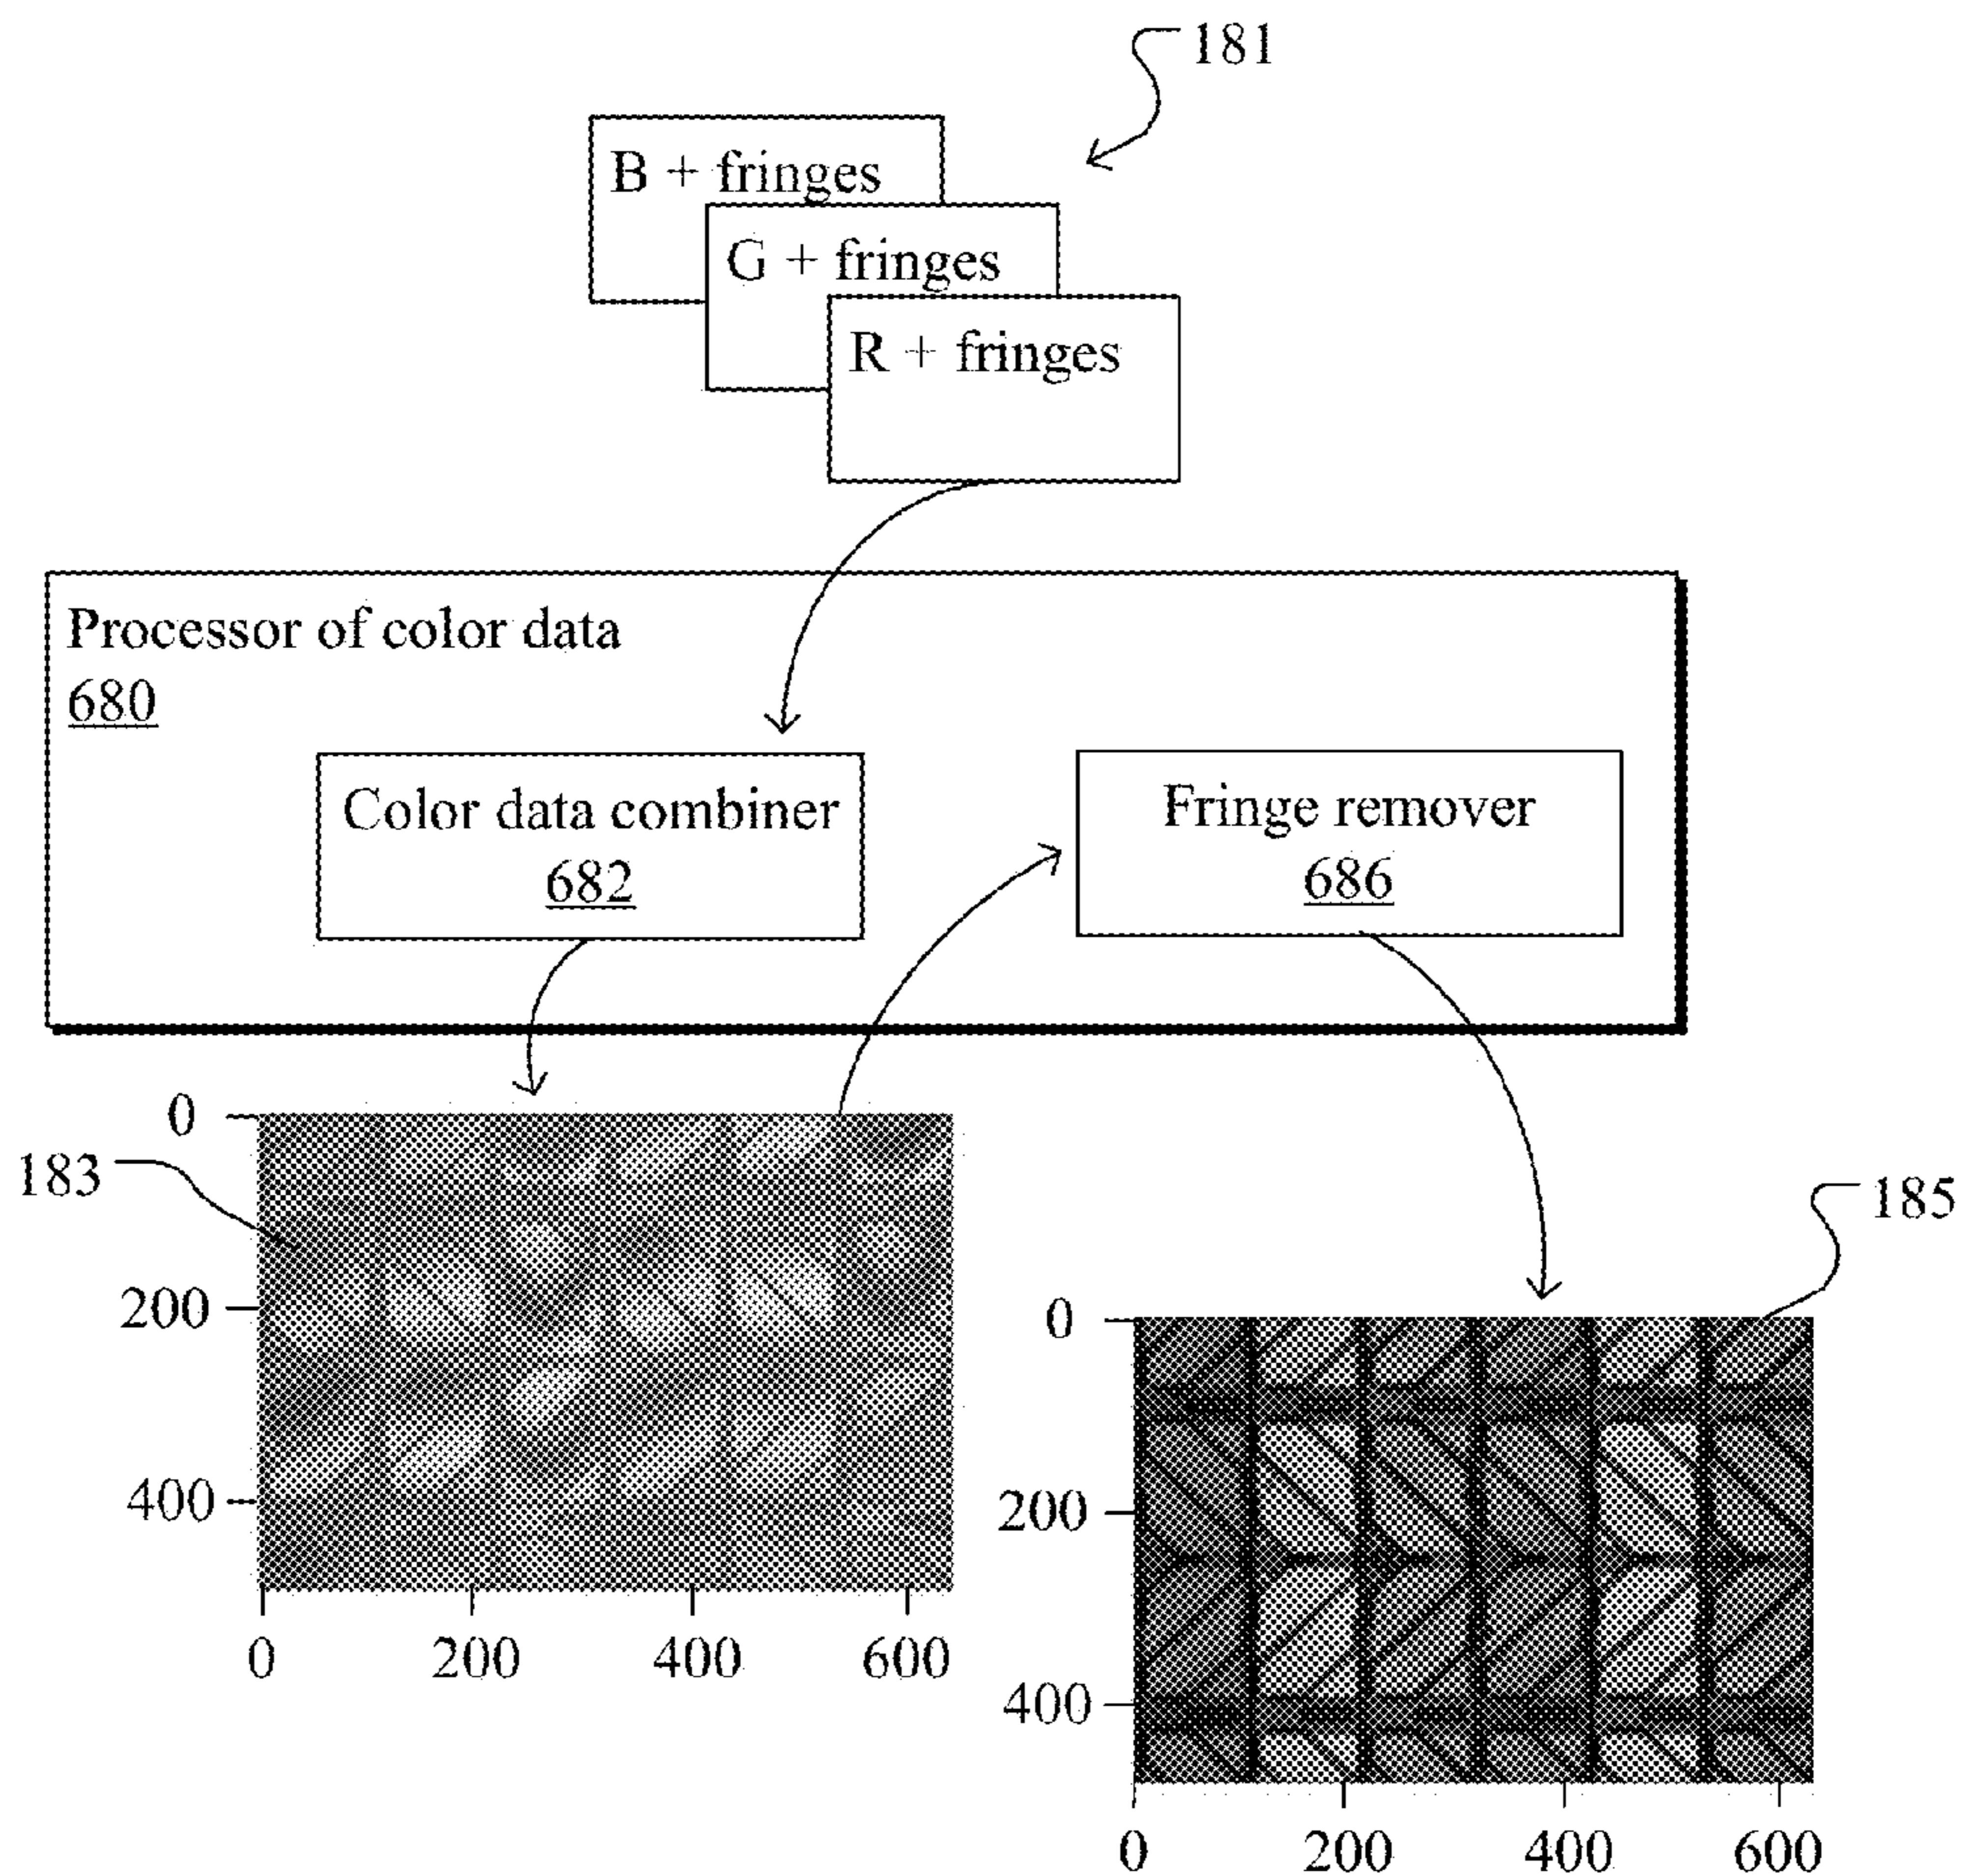 181
B + fringes
G + fringes
R + fringes
Processor of color data
680
Color data combiner
682
Fringe remover
686
0
183
200
400
0 200 400 600
185
0
200
400
0 200 400 600